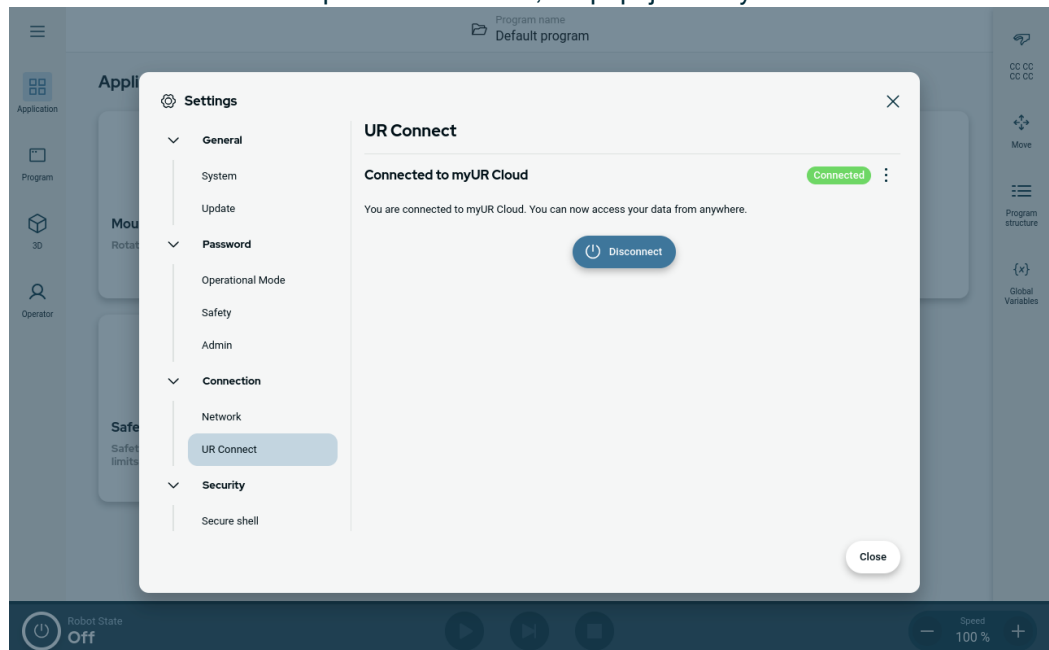 Program name
Default program
Appli
Application
Program
3D
Operator
Mou
Rotat
Safe
Safet
limits
Settings
General
System
Update
Password
Operational Mode
Safety
Admin
Connection
Network
UR Connect
Security
Secure shell
UR Connect
Connected to myUR Cloud
Connected
You are connected to myUR Cloud. You can now access your data from anywhere.
Disconnect
Close
CC CC
CC CC
Move
Program
structure
{x}
Global
Variables
Robot State
Off
Speed
100 %